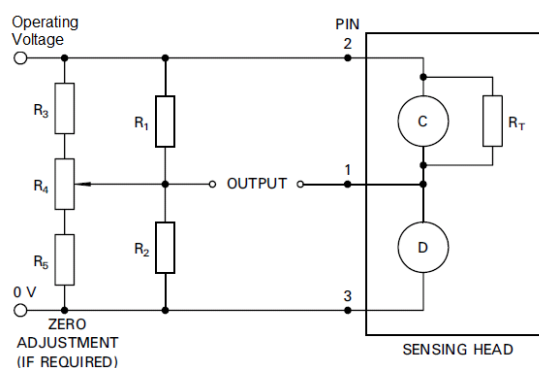 Operating
Voltage
PIN
2
R3
R1
C
RT
R4
OUTPUT
1
R2
D
R5
0 V
3
ZERO
ADJUSTMENT
(IF REQUIRED)
SENSING HEAD